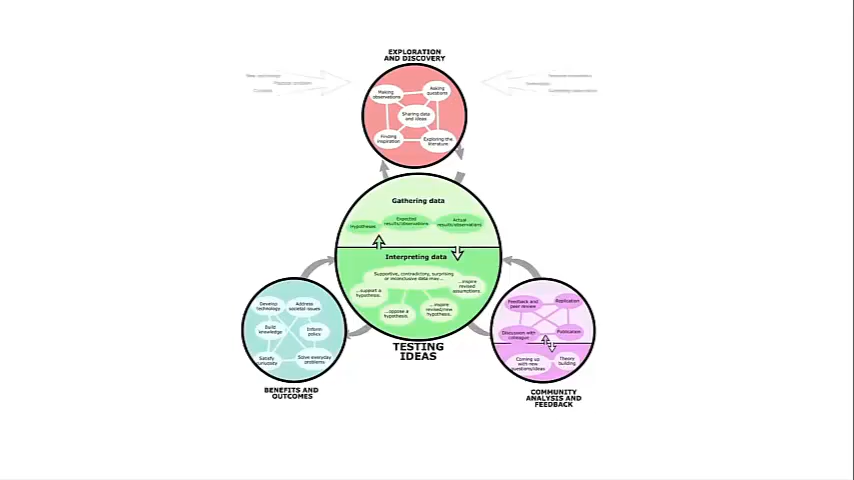 EXPLORATION
AND DISCOVERY
Making
observations
Asking
questions
Sharing data
and ideas
Finding
inspiration
Exploring the
literature
Gathering data
Hypotheses
Expected
results/observations
Actual
results/observations
Interpreting data
Supportive, contradictory, surprising
or inconclusive data may ...
...support a
hypothesis.
...oppose a
hypothesis.
...inspire
revised/new
hypothesis.
...inspire
revised
assumptions.
TESTING
IDEAS
Develop
technology
Address
societal issues
Build
knowledge
Inform
policy
Satisfy
curiosity
Solve everyday
problems
BENEFITS AND
OUTCOMES
Feedback and
peer review
Replication
Discussion with
colleague
Publication
Coming up
with new
questions/ideas
Theory
building
COMMUNITY
ANALYSIS AND
FEEDBACK